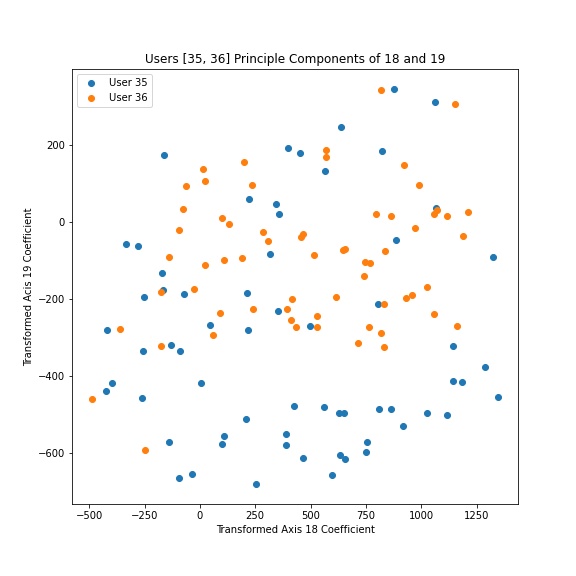 Users [35, 36] Principle Components of 18 and 19
User 35
User 36
Transformed Acis 19 Coefficient
200
0
−200
−400
−600
−500
−250
0
250
500
750
1000
1250
Transformed Axis 18 Coefficient